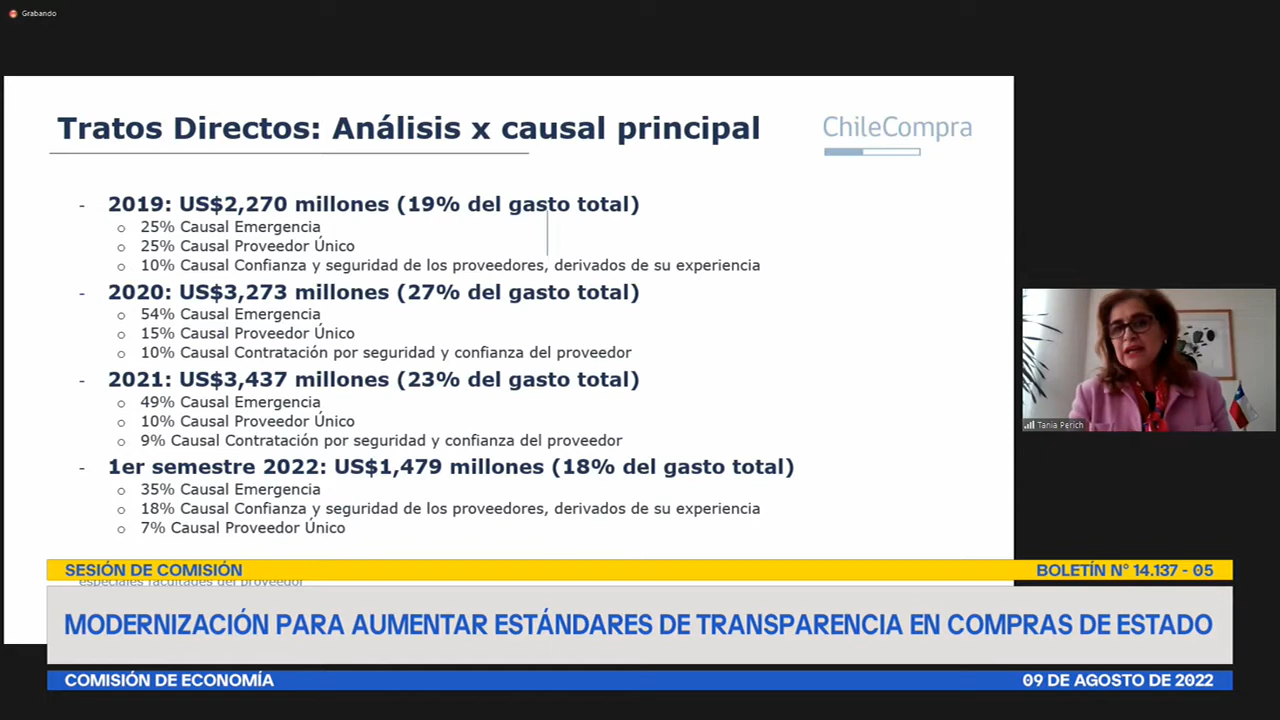 Grabando
Tratos Directos: Análisis x causal principal
ChileCompra
- 2019: US$2,270 millones (19% del gasto total)
o 25% Causal Emergencia
o 25% Causal Proveedor Único
o 10% Causal Confianza y seguridad de los proveedores, derivados de su experiencia
- 2020: US$3,273 millones (27% del gasto total)
o 54% Causal Emergencia
o 15% Causal Proveedor Único
o 10% Causal Contratación por seguridad y confianza del proveedor
- 2021: US$3,437 millones (23% del gasto total)
o 49% Causal Emergencia
o 10% Causal Proveedor Único
o 9% Causal Contratación por seguridad y confianza del proveedor
- 1er semestre 2022: US$1,479 millones (18% del gasto total)
o 35% Causal Emergencia
o 18% Causal Confianza y seguridad de los proveedores, derivados de su experiencia
o 7% Causal Proveedor Único
especiales facultades del proveedor
Tania Perich
SESIÓN DE COMISIÓN
BOLETÍN N° 14.137 - 05
MODERNIZACIÓN PARA AUMENTAR ESTÁNDARES DE TRANSPARENCIA EN COMPRAS DE ESTADO
COMISIÓN DE ECONOMÍA
09 DE AGOSTO DE 2022